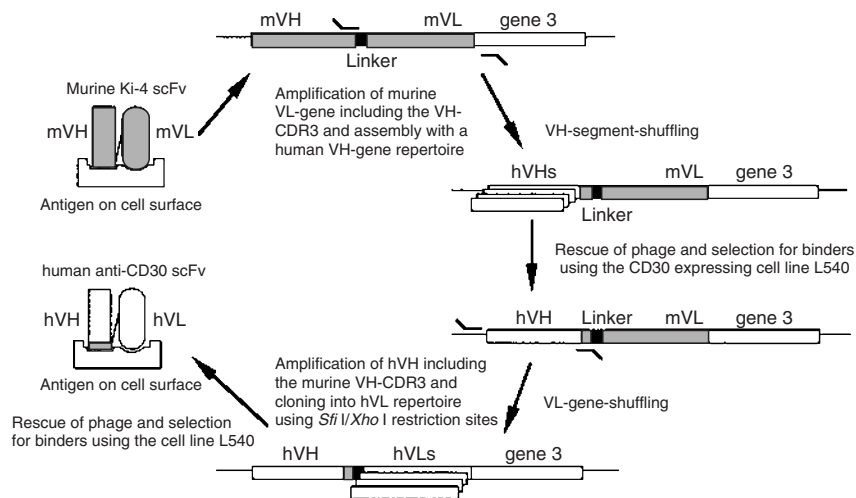 mVH mVL gene 3
Linker
Murine Ki-4 scFv
mVH mVL
Antigen on cell surface
Amplification of murine
VL-gene including the VH-
CDR3 and assembly with a
human VH-gene repertoire
VH-segment-shuffling
hVHs mVL gene 3
Linker
Rescue of phage and selection for binders
using the CD30 expressing cell line L540
hVH Linker mVL gene 3
VL-gene-shuffling
Amplification of hVH including
the murine VH-CDR3 and
cloning into hVL repertoire
using Sfi I/Xho I restriction sites
hVH hVLs gene 3
human anti-CD30 scFv
hVH hVL
Antigen on cell surface
Rescue of phage and selection
for binders using the cell line L540